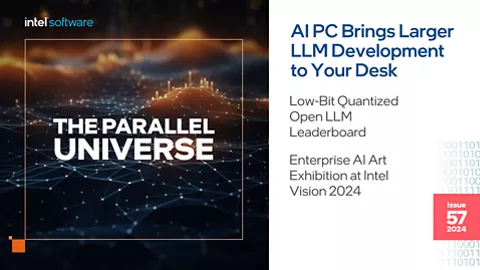 intel software
THE PARALLEL
UNIVERSE
AI PC Brings Larger
LLM Development
to Your Desk
Low-Bit Quantized
Open LLM
Leaderboard
Enterprise AI Art
Exhibition at Intel
Vision 2024
Issue
57
2024